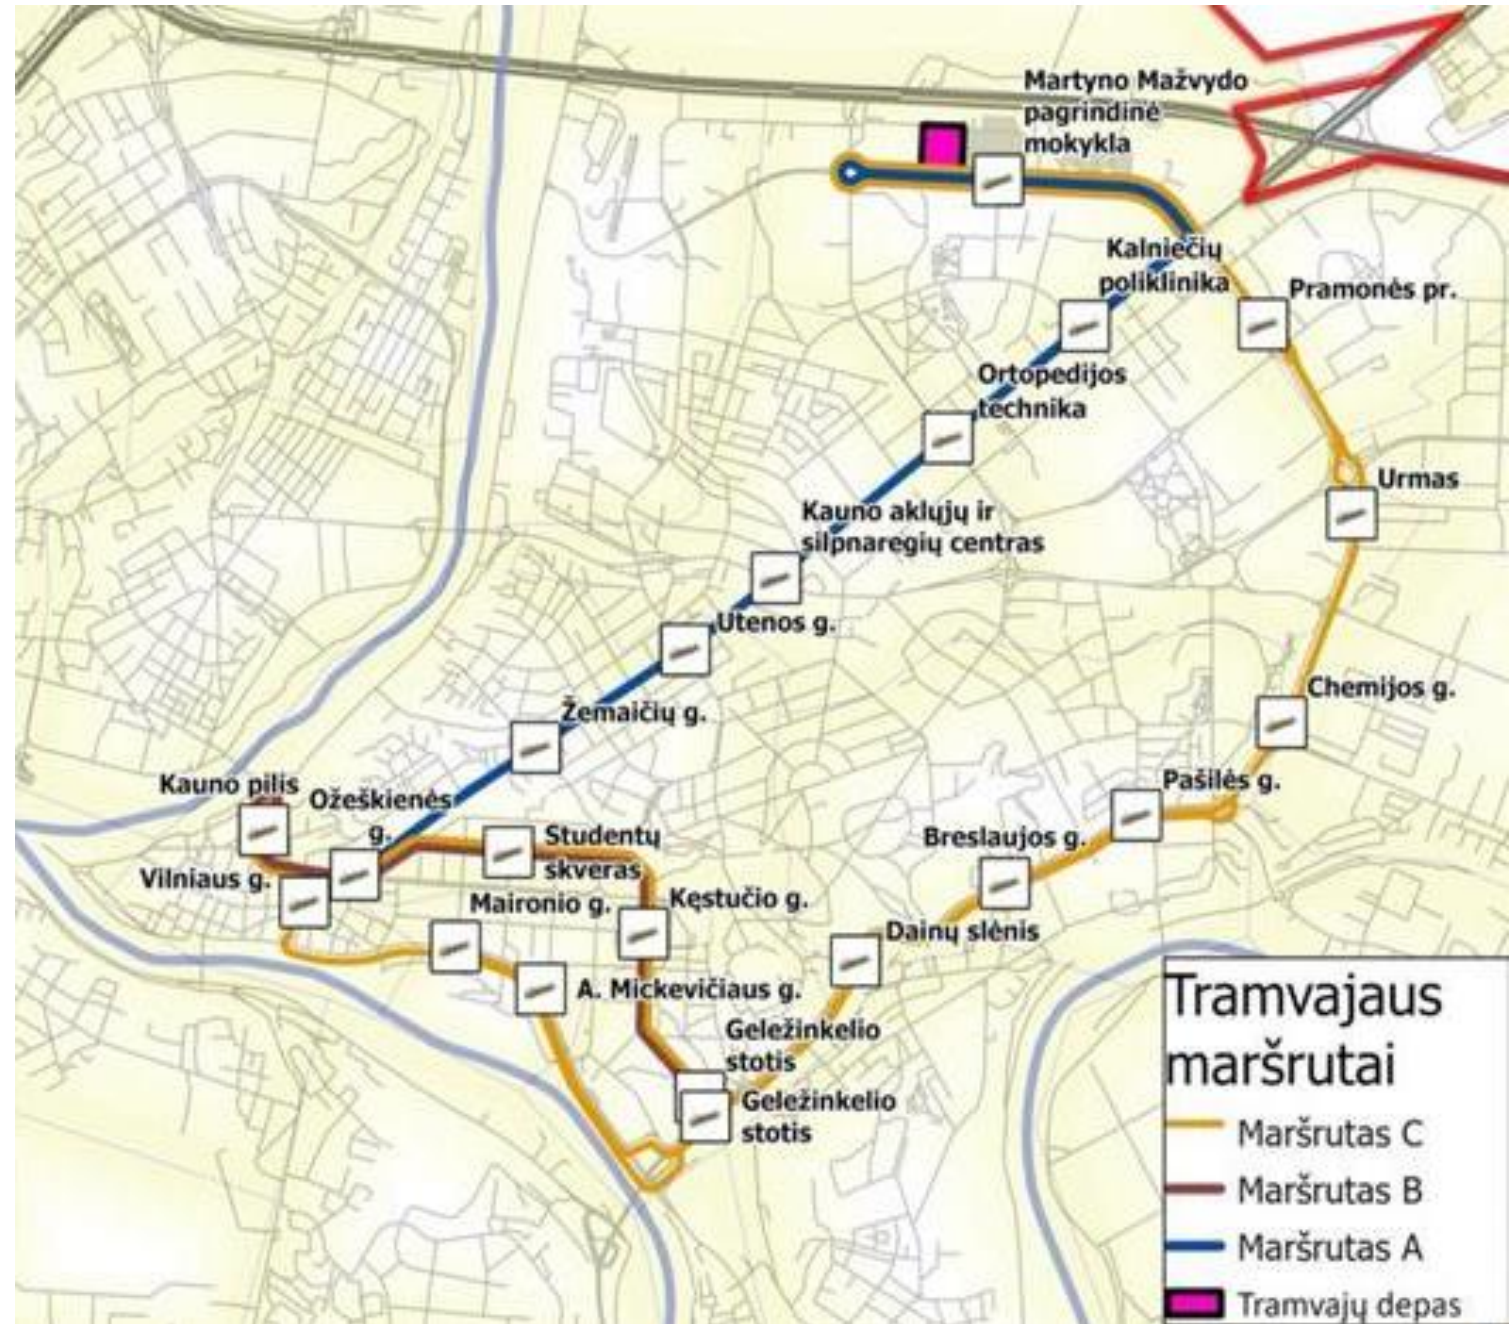 Martyno Mažvydo
pagrindinė
mokykla
Kalniečių
poliklinika
Pramonės pr.
Ortopedijos
technika
Urmas
Kauno aklųjų ir
silpnaregių centras
Utenos g.
Chemijos g.
Žemaičių g.
Kauno pilis
Ožeškienės
g.
Pašilės g.
Studentų
skveras
Breslaujos g.
Vilniaus g.
Maironio g.
Kęstučio g.
Dainų slėnis
A. Mickevičiaus g.
Geležinkelio
stotis
Geležinkelio
stotis
Tramvajaus
maršrutai
Maršrutas C
Maršrutas B
Maršrutas A
Tramvajų depas